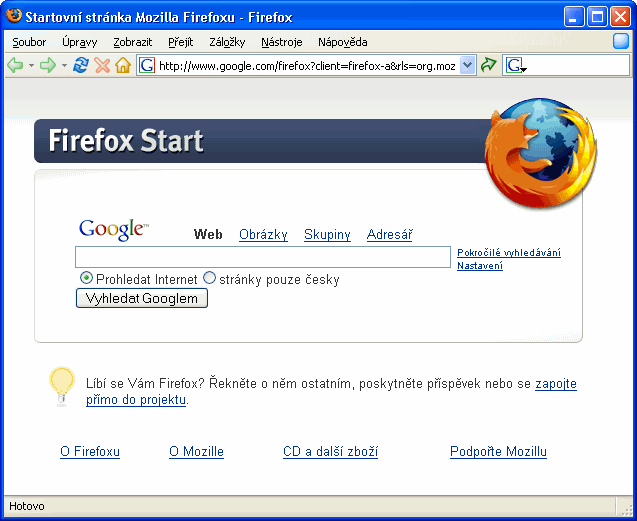 Startovní stránka Mozilla Firefoxu - Firefox
Soubor Úpravy Zobrazit Přejít Záložky Nástroje Nápověda
G http://www.google.com/firefox?client=firefox-a&rls=org.moz G
Firefox Start
Google™ Web Obrázky Skupiny Adresář
Pokročilé vyhledávání
Nastavení
Prohledat Internet stránky pouze česky
Vyhledat Googlem
Líbí se Vám Firefox? Řekněte o něm ostatním, poskytněte příspěvek nebo se zapojte
přímo do projektu.
O Firefoxu O Mozille CD a další zboží Podpořte Mozillu
Hotovo